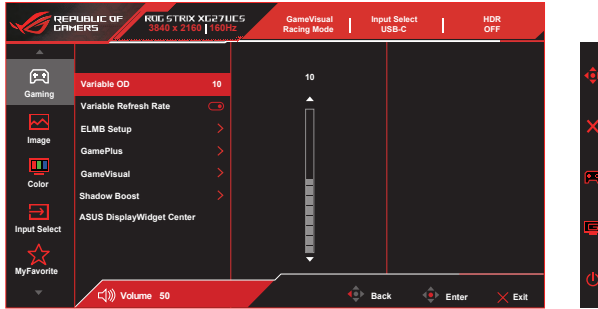 REPUBLIC OF
GAMERS
ROG STRIX XG27UCS
3840 x 2160 160Hz
GameVisual
Racing Mode
Input Select
USB-C
HDR
OFF
Gaming
Image
Color
Input Select
MyFavorite
Variable OD 10
Variable Refresh Rate
ELMB Setup
GamePlus
GameVisual
Shadow Boost
ASUS DisplayWidget Center
10
Volume 50
Back
Enter
Exit